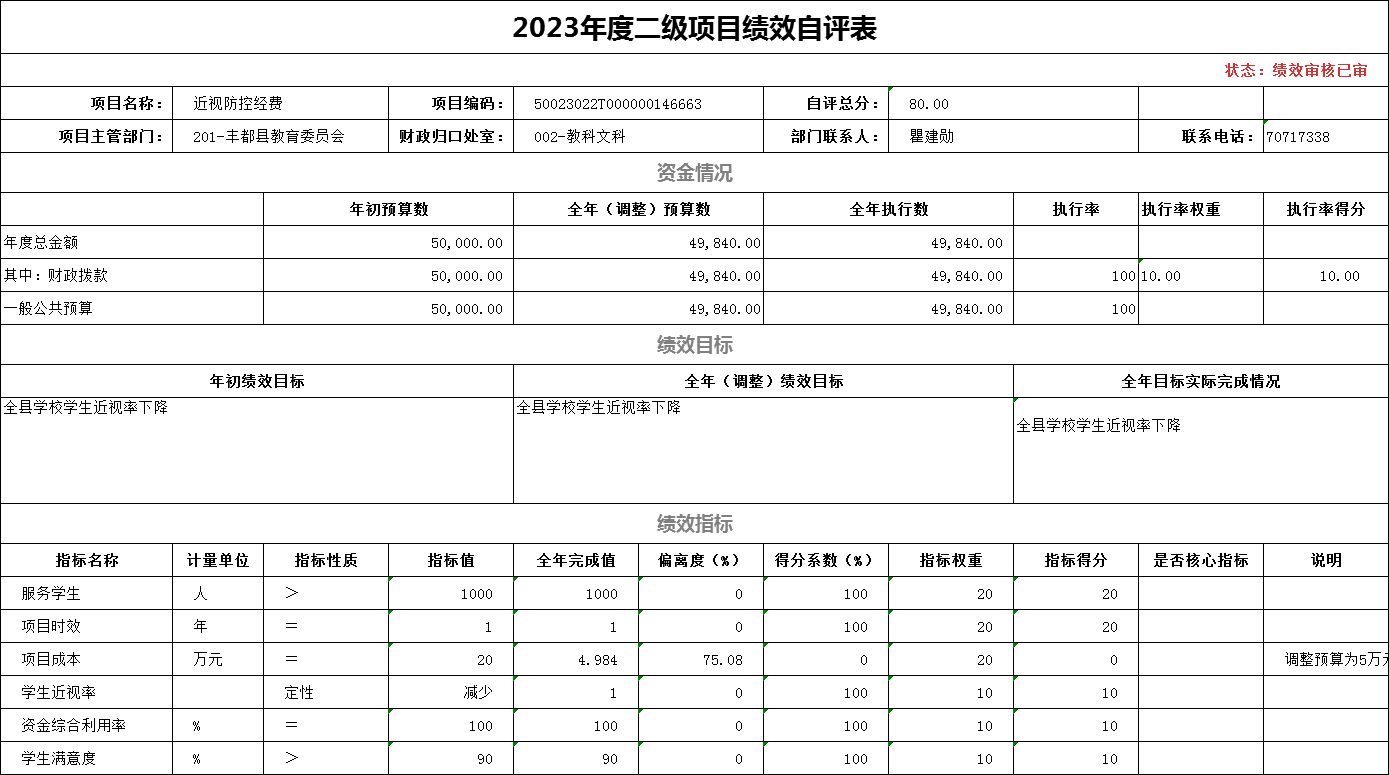 2023年度二级项目绩效自评表
状态：绩效审核已审
项目名称： 近视防控经费 项目编码： 50023022T000000146663 自评总分： 80.00
项目主管部门： 201-丰都县教育委员会 财政归口处室： 002-教科文科 部门联系人： 瞿建勋 联系电话： 70717338
资金情况
年初预算数 全年（调整）预算数 全年执行数 执行率 执行率权重 执行率得分
年度总金额 50,000.00 49,840.00 49,840.00
其中：财政拨款 50,000.00 49,840.00 49,840.00 100 10.00 10.00
一般公共预算 50,000.00 49,840.00 49,840.00 100
绩效目标
年初绩效目标 全年（调整）绩效目标 全年目标实际完成情况
全县学校学生近视率下降 全县学校学生近视率下降 全县学校学生近视率下降
绩效指标
指标名称 计量单位 指标性质 指标值 全年完成值 偏离度（%） 得分系数（%） 指标权重 指标得分 是否核心指标 说明
服务学生 人 ＞ 1000 1000 0 100 20 20
项目时效 年 ＝ 1 1 0 100 20 20
项目成本 万元 ＝ 20 4.984 75.08 0 20 0 调整预算为5万
学生近视率 定性 减少 1 0 100 10 10
资金综合利用率 % ＝ 100 100 0 100 10 10
学生满意度 % ＞ 90 90 0 100 10 10